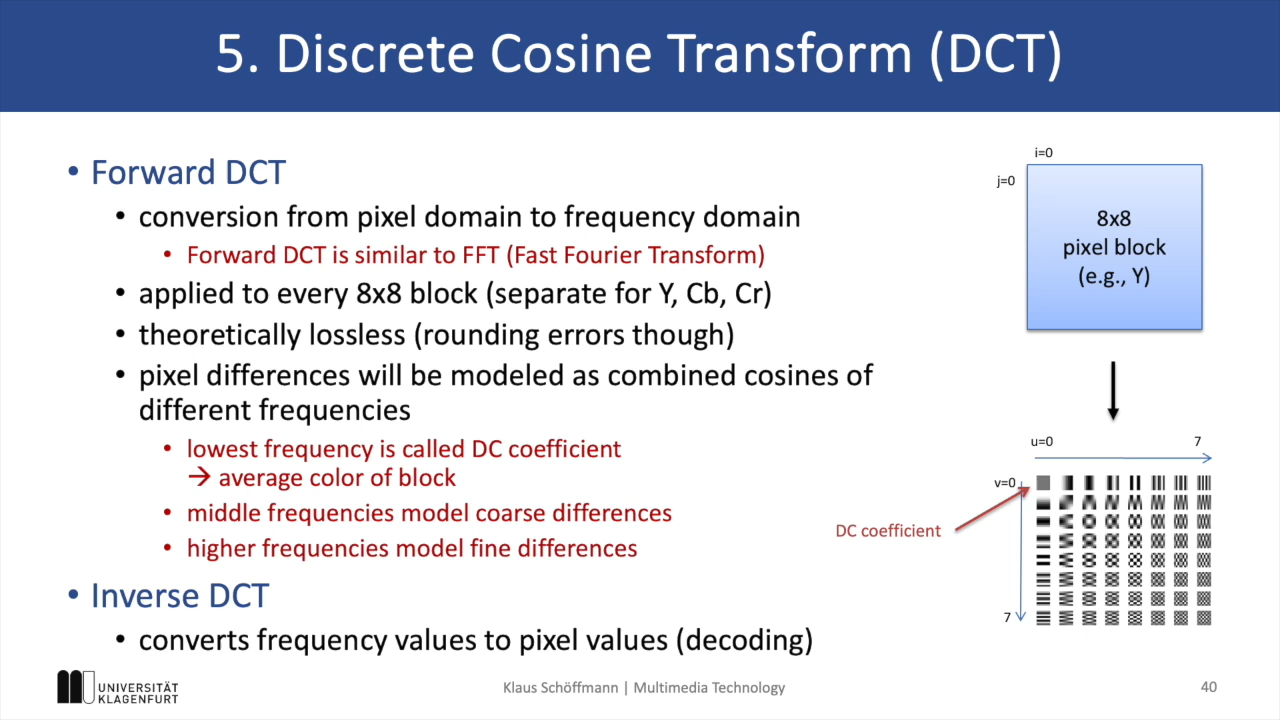 5. Discrete Cosine Transform (DCT)
• Forward DCT
• conversion from pixel domain to frequency domain
• Forward DCT is similar to FFT (Fast Fourier Transform)
• applied to every 8x8 block (separate for Y, Cb, Cr)
• theoretically lossless (rounding errors though)
• pixel differences will be modeled as combined cosines of
different frequencies
• lowest frequency is called DC coefficient
→ average color of block
• middle frequencies model coarse differences
• higher frequencies model fine differences
• Inverse DCT
• converts frequency values to pixel values (decoding)
i=0
j=0
8x8
pixel block
(e.g., Y)
u=0 7
v=0
DC coefficient
7
UNIVERSITÄT
KLAGENFURT
Klaus Schöffmann | Multimedia Technology
40